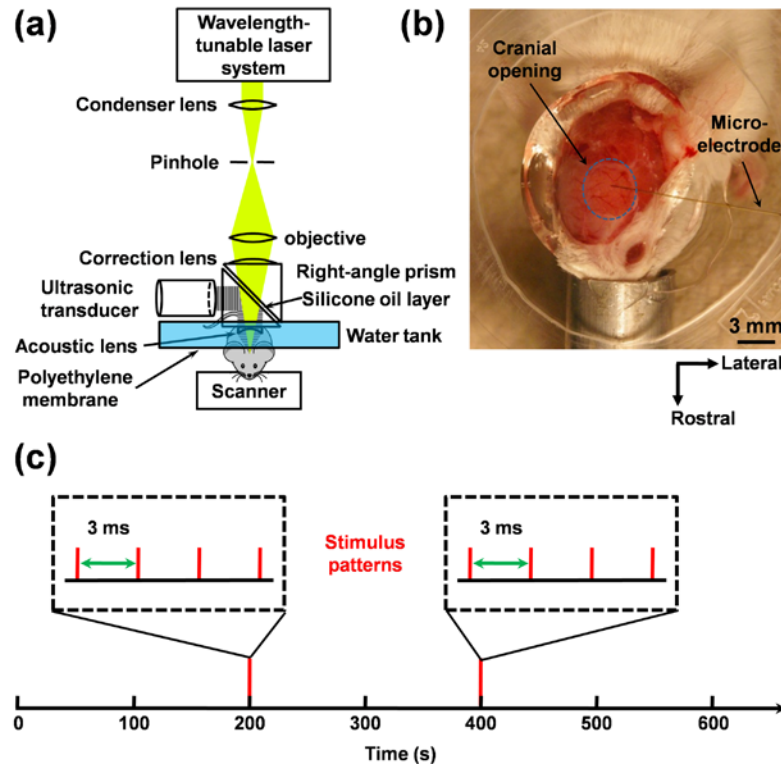 (a)
Wavelength-
tunable laser
system
Condenser lens
Pinhole
objective
Correction lens
Right-angle prism
Ultrasonic
transducer
Silicone oil layer
Acoustic lens
Water tank
Polyethylene
membrane
Scanner
(b)
Cranial
opening
Micro-
electrode
3 mm
Lateral
Rostral
(c)
3 ms
Stimulus
patterns
3 ms
0 100 200 300 400 500 600
Time (s)